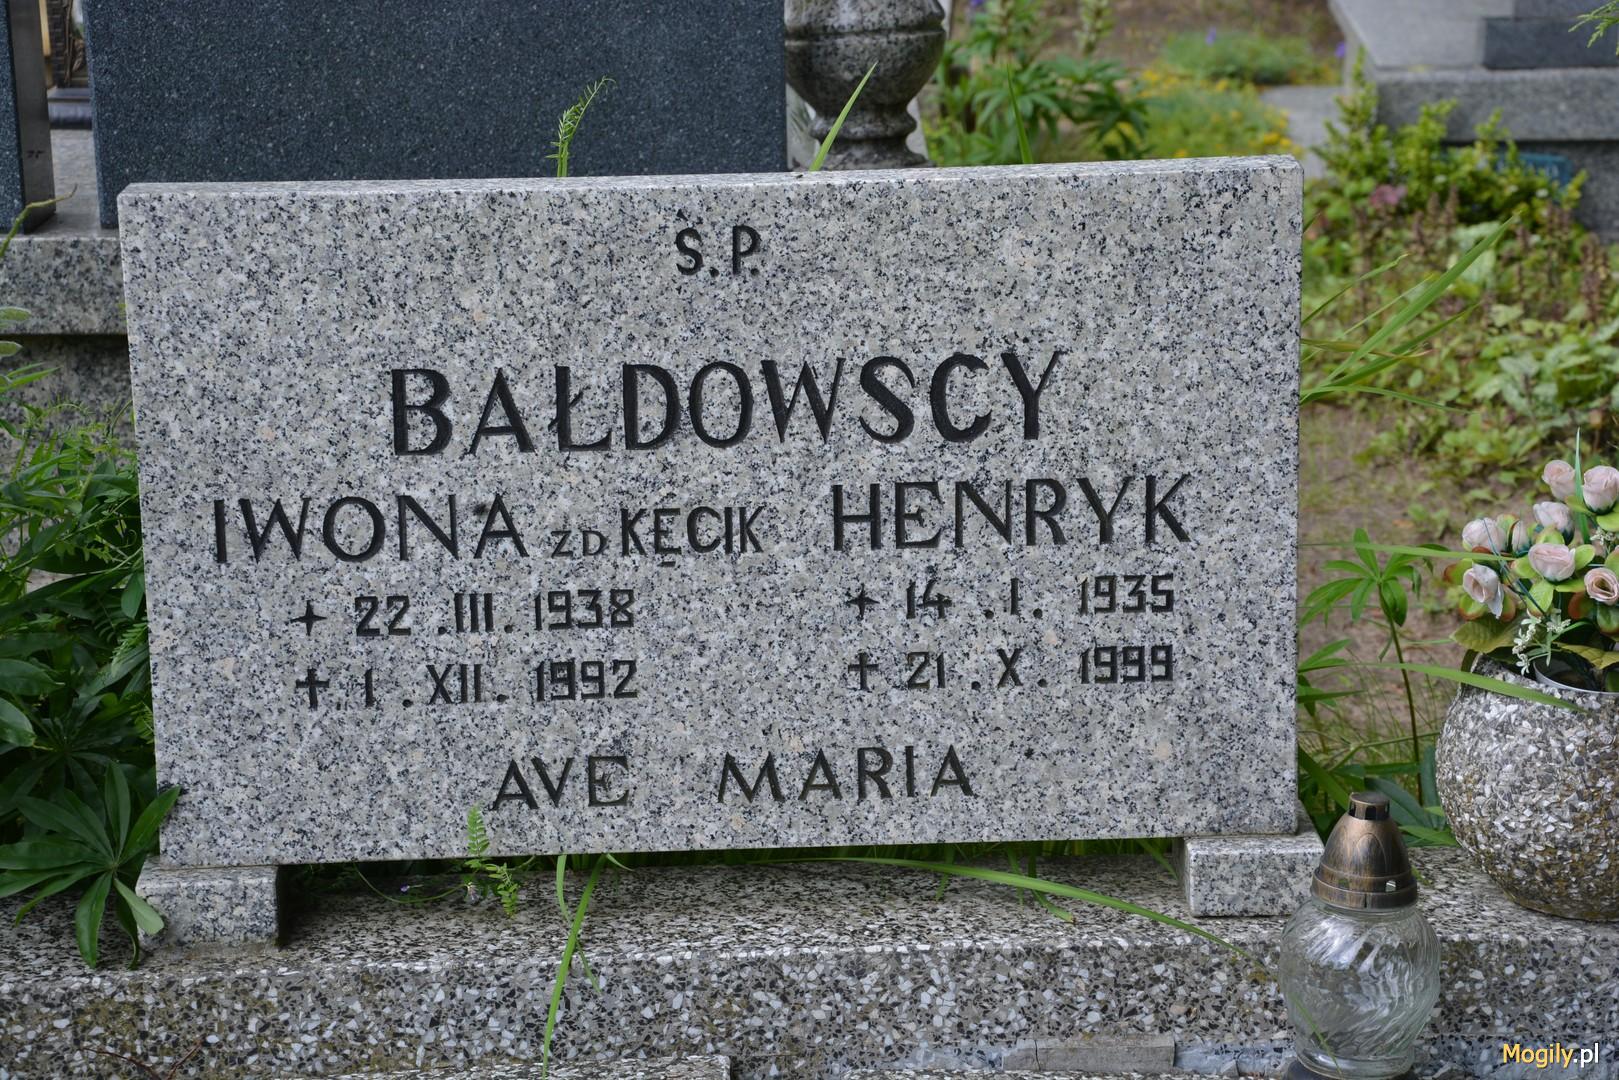 Ś.P.
BAŁDOWSCY
IWONA ZD KĘCIK HENRYK
+ 22.III.1938 + 14.I.1935
† 1.XII.1992 † 21.X.1999
AVE MARIA
Mogily.pl